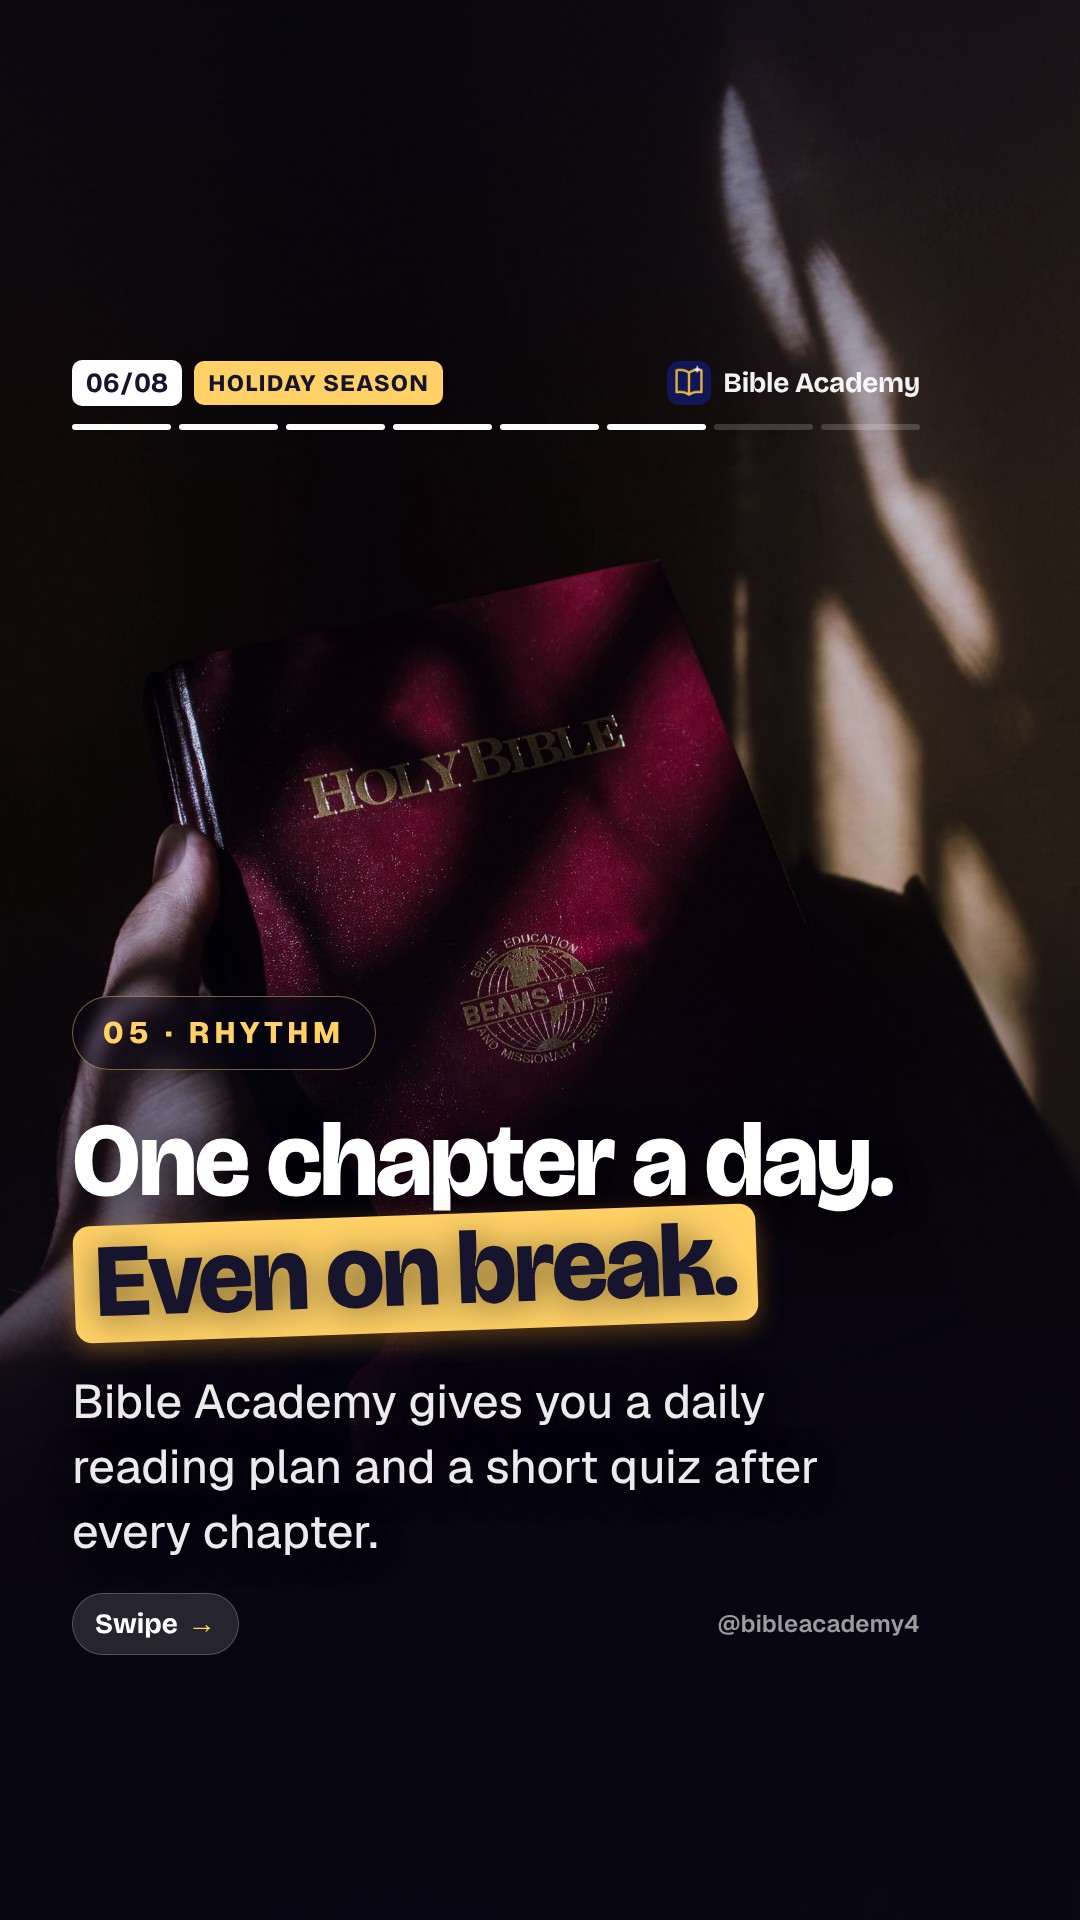 06/08
HOLIDAY SEASON
Bible Academy
HOLY BIBLE
BIBLE EDUCATION
BEAMS
AND MISSIONARY SERVICE
05 · RHYTHM
One chapter a day.
Even on break.
Bible Academy gives you a daily
reading plan and a short quiz after
every chapter.
Swipe →
@bibleacademy4